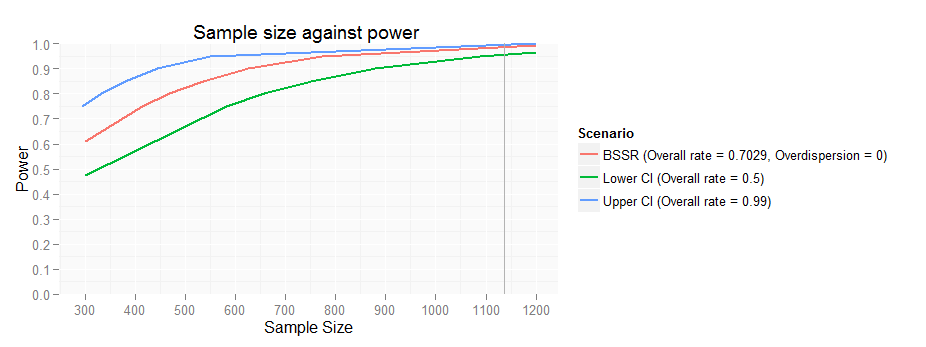 Sample size against power
1.0
0.9
0.8
0.7
0.6
0.5
0.4
0.3
0.2
0.1
0.0
Power
300 400 500 600 700 800 900 1000 1100 1200
Sample Size
Scenario
BSSR (Overall rate = 0.7029, Overdispersion = 0)
Lower CI (Overall rate = 0.5)
Upper CI (Overall rate = 0.99)